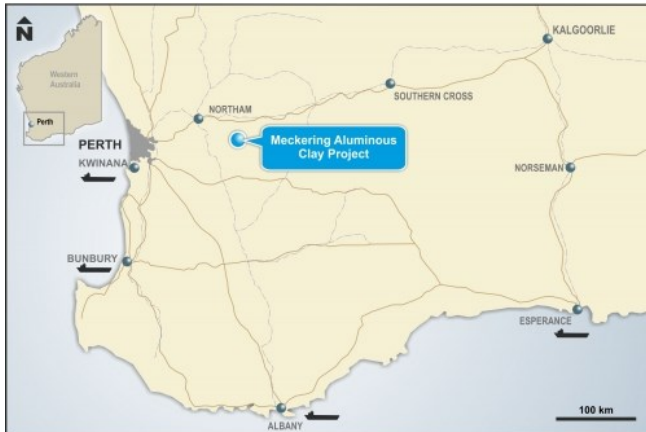 N
Western
Australia
Perth
KALGOORLIE
SOUTHERN CROSS
NORTHAM
Meckering Aluminous
Clay Project
PERTH
KWINANA
NORSEMAN
BUNBURY
ESPERANCE
ALBANY
100 km